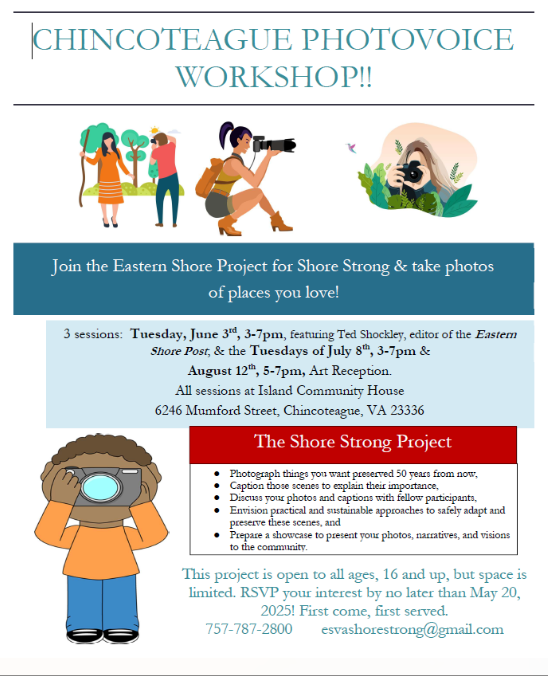 CHINCOTEAGUE PHOTOVOICE
WORKSHOP!!
Join the Eastern Shore Project for Shore Strong & take photos
of places you love!
3 sessions: Tuesday, June 3rd, 3-7pm, featuring Ted Shockley, editor of the Eastern
Shore Post, & the Tuesdays of July 8th, 3-7pm &
August 12th, 5-7pm, Art Reception.
All sessions at Island Community House
6246 Mumford Street, Chincoteague, VA 23336
The Shore Strong Project
• Photograph things you want preserved 50 years from now,
• Caption those scenes to explain their importance,
• Discuss your photos and captions with fellow participants,
• Envision practical and sustainable approaches to safely adapt and
preserve these scenes, and
• Prepare a showcase to present your photos, narratives, and visions
to the community.
This project is open to all ages, 16 and up, but space is
limited. RSVP your interest by no later than May 20,
2025! First come, first served.
757-787-2800 esvashorestrong@gmail.com